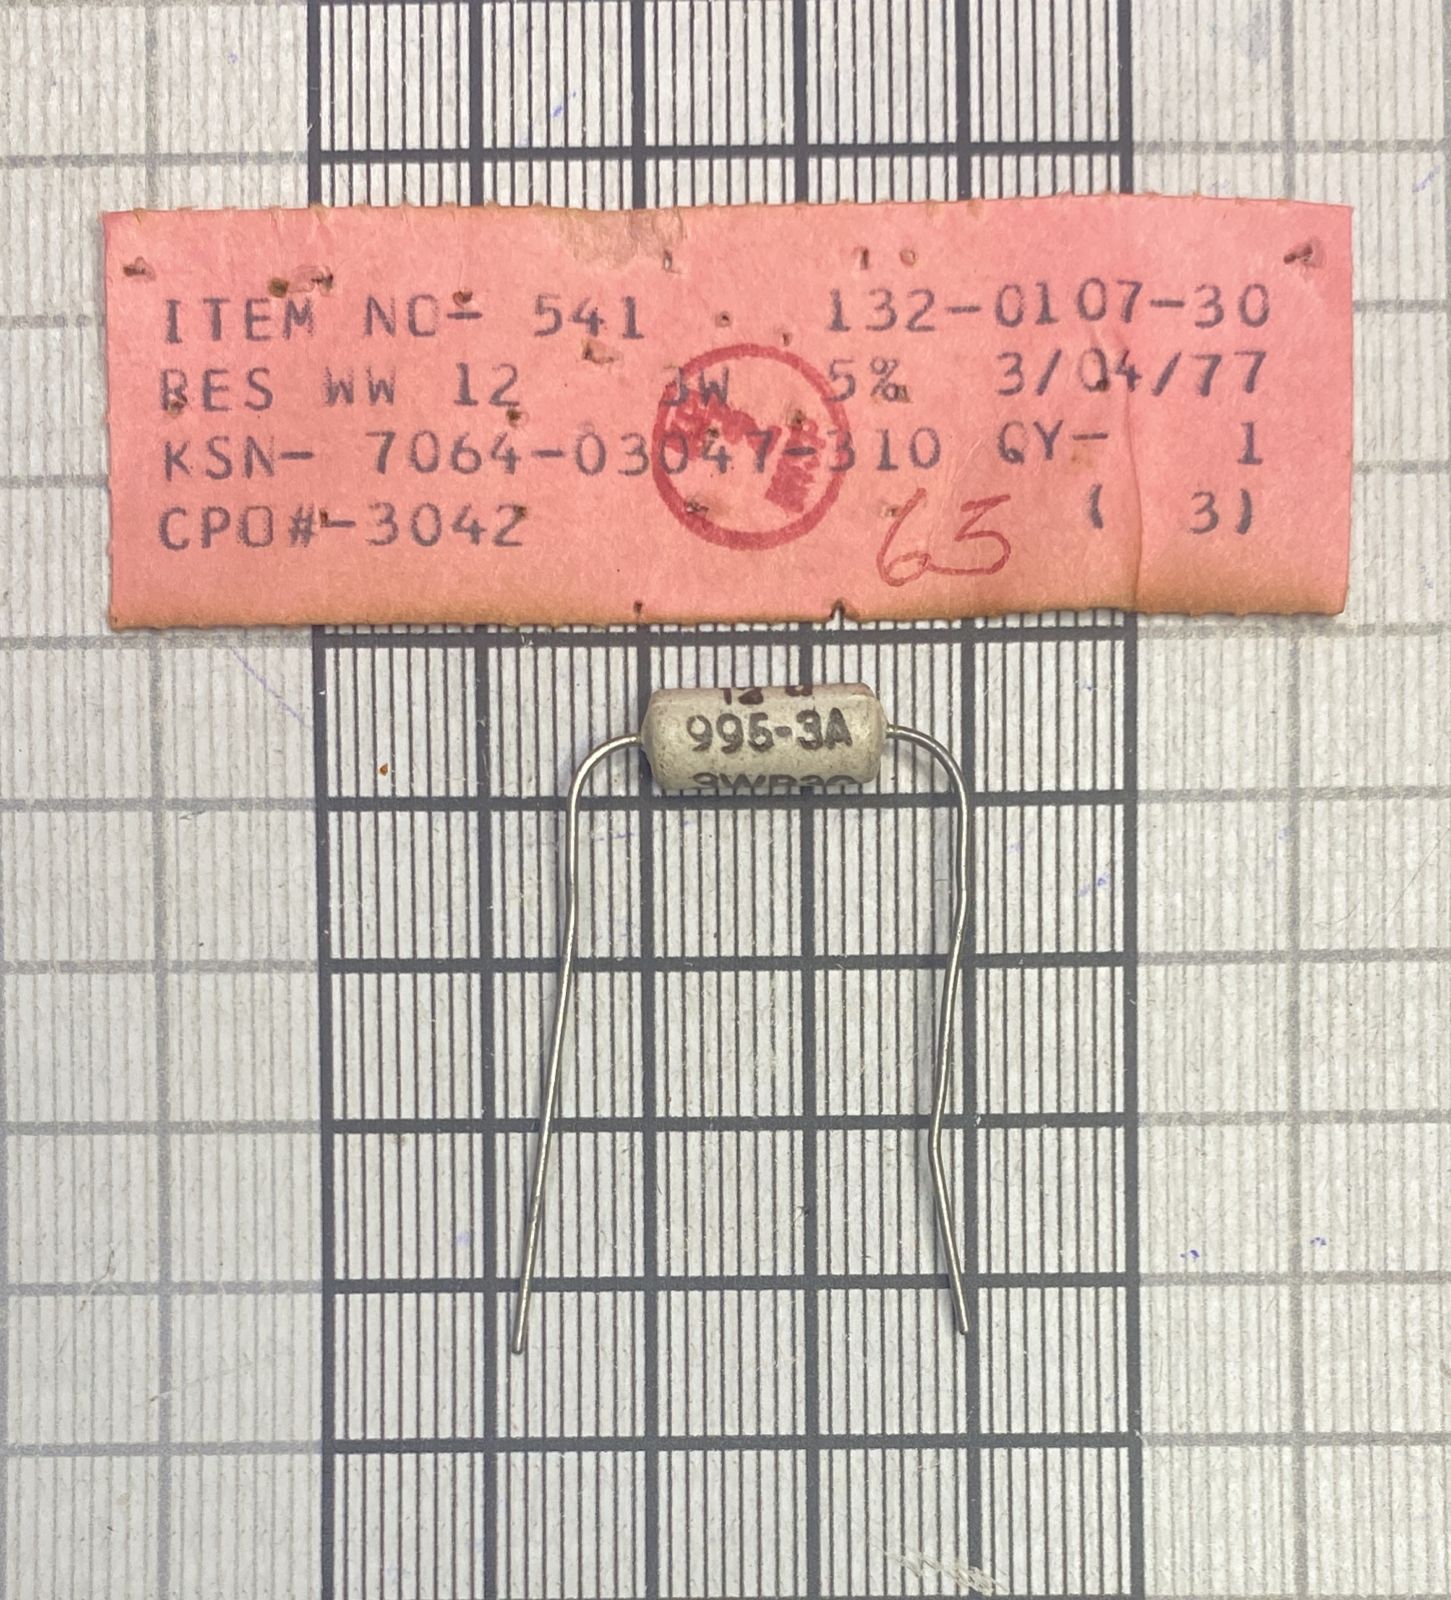 ITEM NO- 541 132-0107-30
RES WW 12 3W 5% 3/04/77
KSN- 7064-03047-310 QY- 1
CPO#-3042 ( 3)
63
995-3A